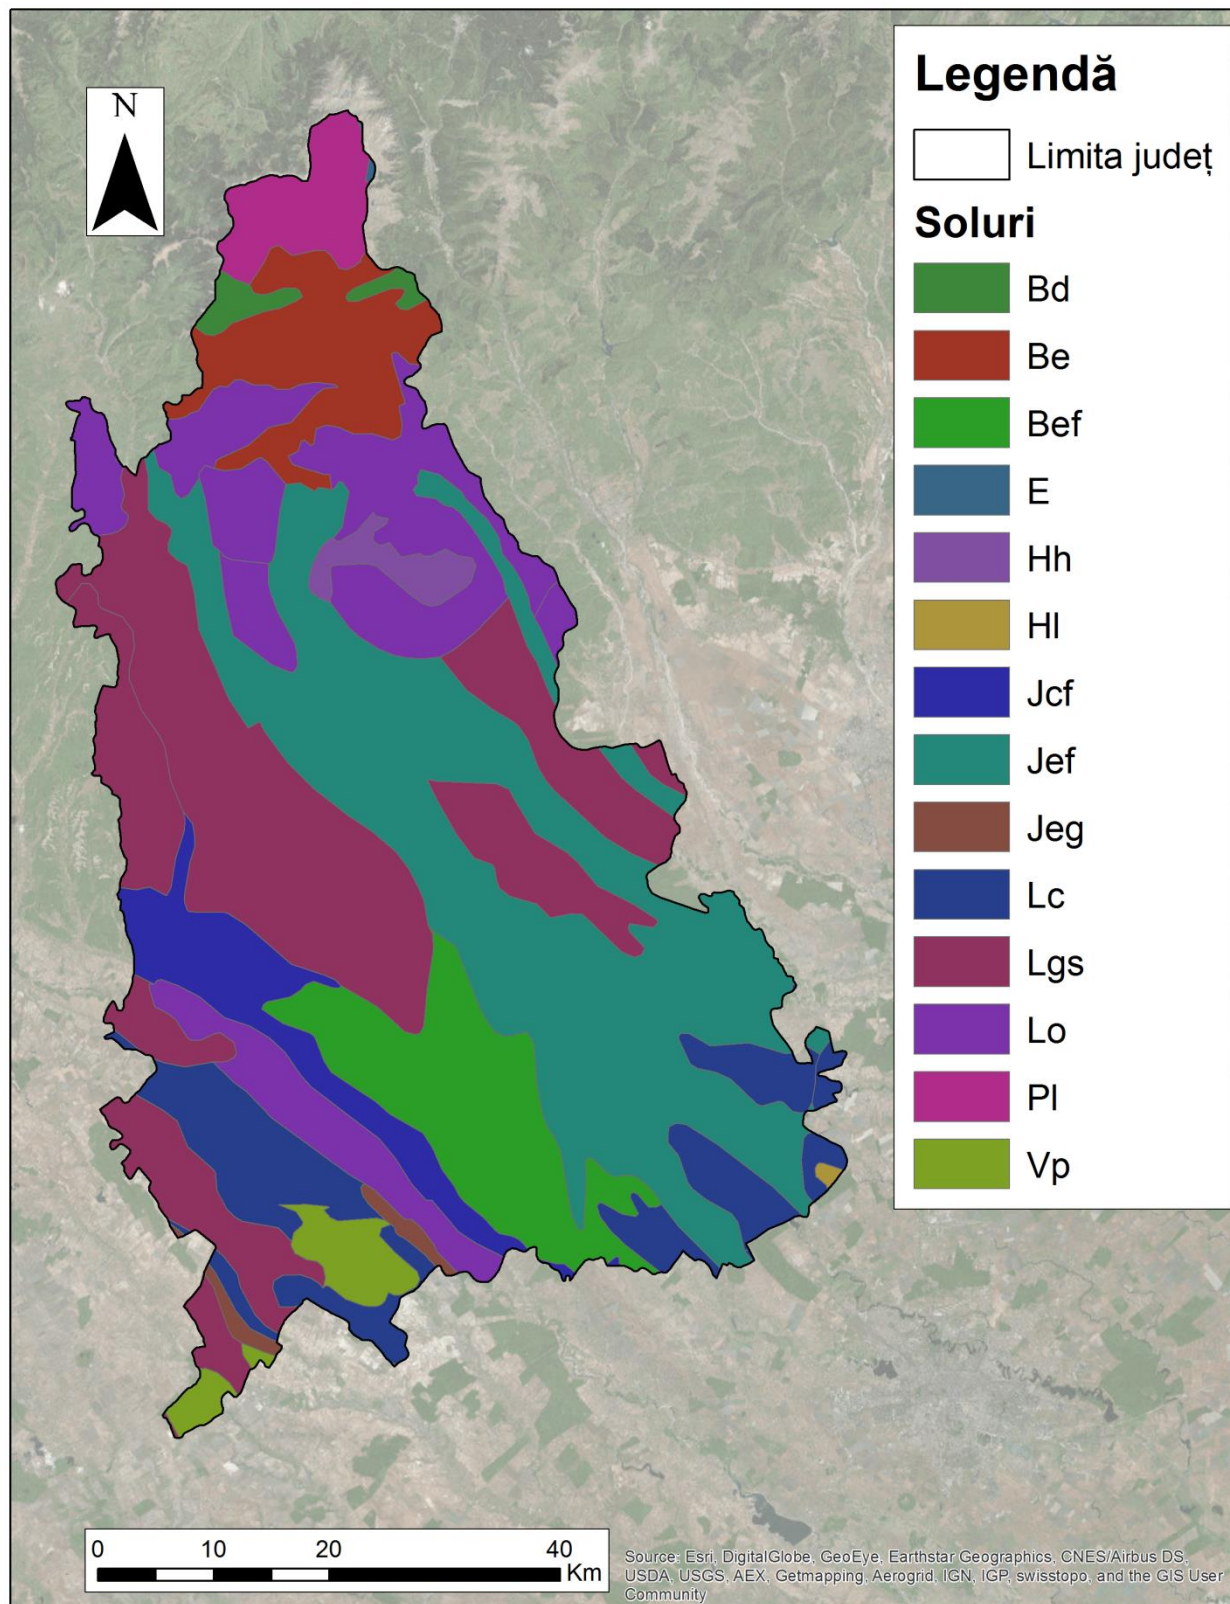 N
Legendă
Limita județ
Soluri
Bd
Be
Bef
E
Hh
Hl
Jcf
Jef
Jeg
Lc
Lgs
Lo
Pl
Vp
0 10 20 40
Km
Source: Esri, DigitalGlobe, GeoEye, Earthstar Geographics, CNES/Airbus DS,
USDA, USGS, AEX, Getmapping, Aerogrid, IGN, IGP, swisstopo, and the GIS User
Community